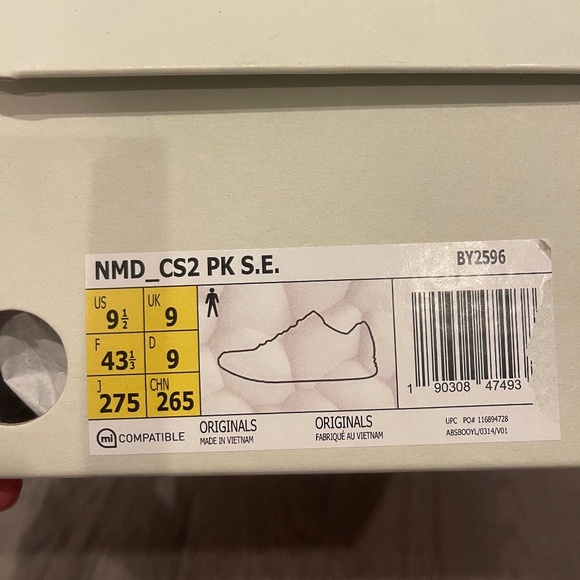 NMD_CS2 PK S.E.
BY2596
US 9½ UK 9
F 43⅓ D 9
J 275 CHN 265
1 90308 47493
mi COMPATIBLE
ORIGINALS
MADE IN VIETNAM
ORIGINALS
FABRIQUÉ AU VIETNAM
UPC PO# 116894728
ABSBOOYL/0314/V01